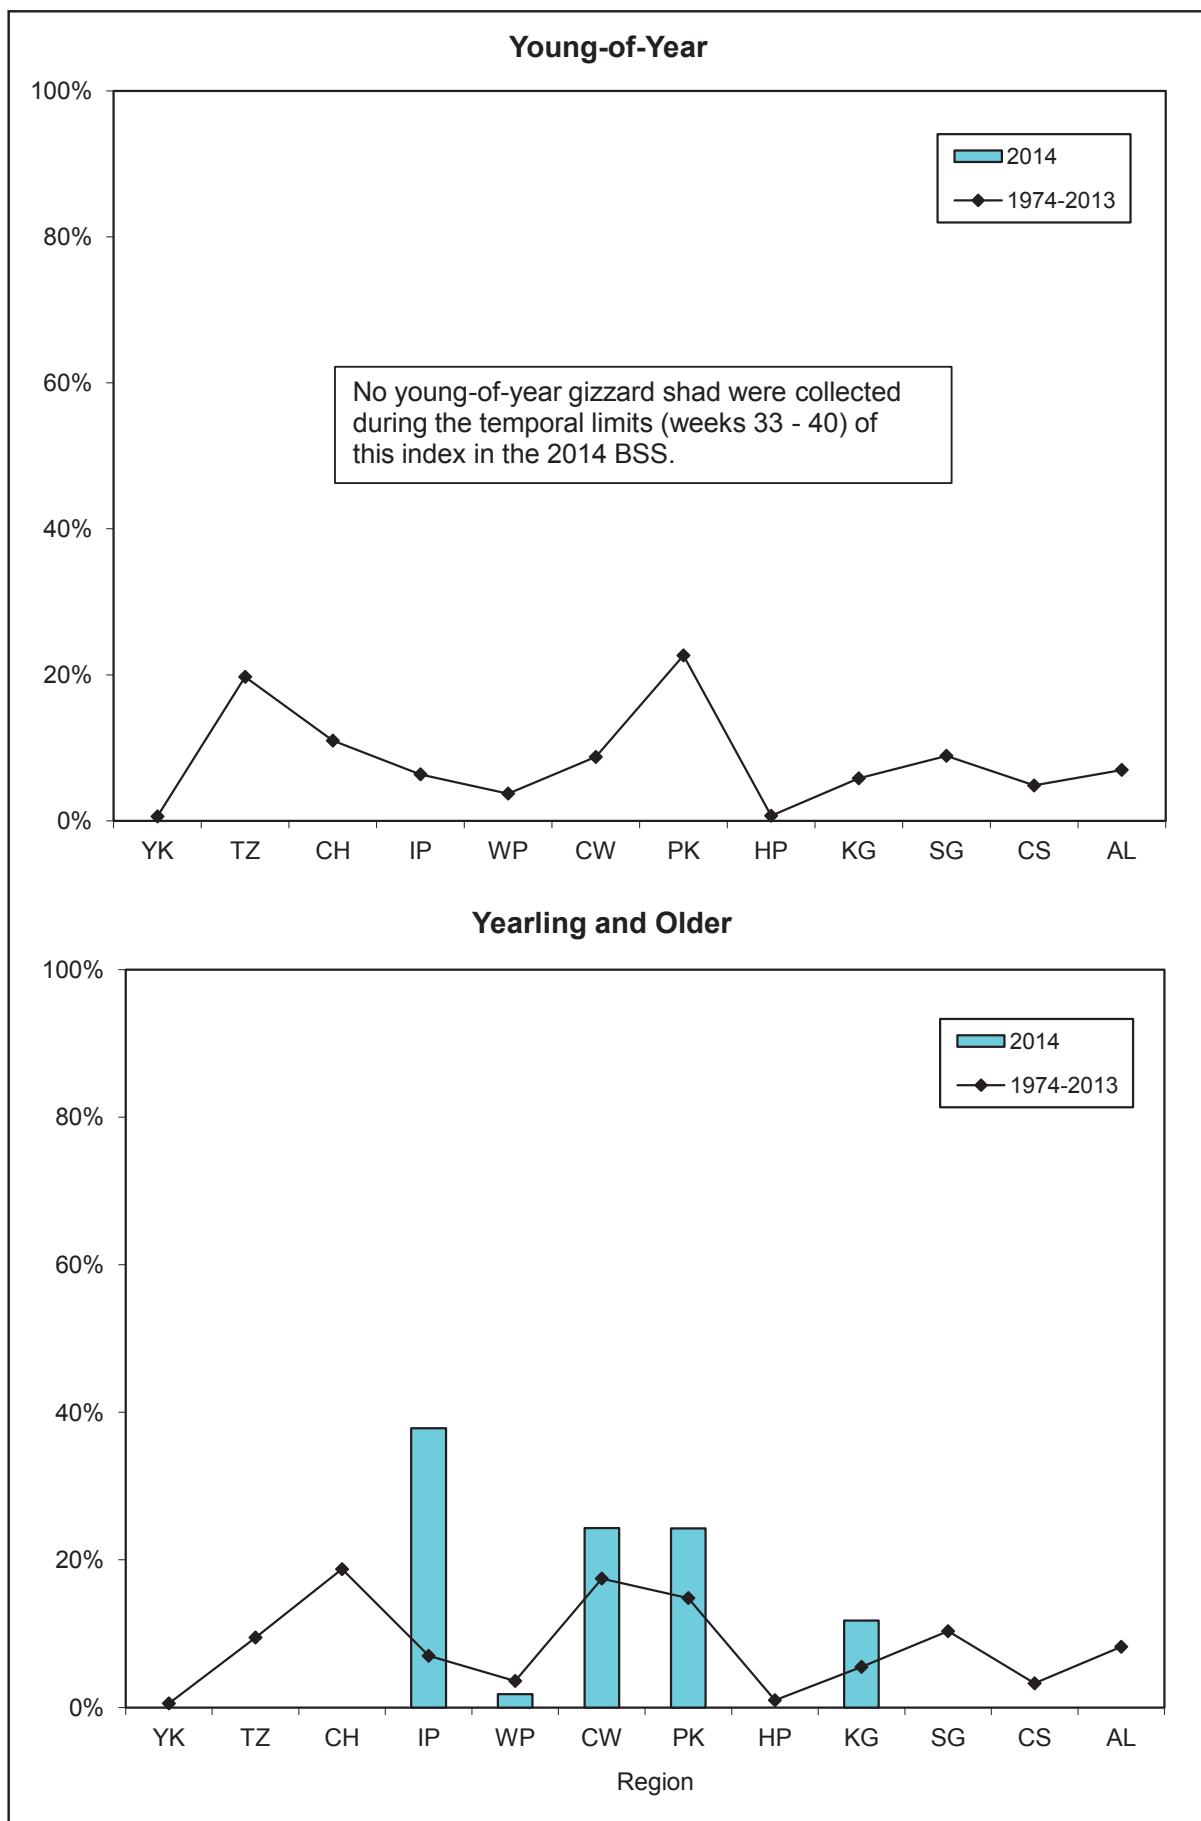 Young-of-Year
100%
2014
1974-2013
80%
60%
No young-of-year gizzard shad were collected
during the temporal limits (weeks 33 - 40) of
this index in the 2014 BSS.
40%
20%
0%
YK TZ CH IP WP CW PK HP KG SG CS AL
Yearling and Older
100%
2014
1974-2013
80%
60%
40%
20%
0%
YK TZ CH IP WP CW PK HP KG SG CS AL
Region